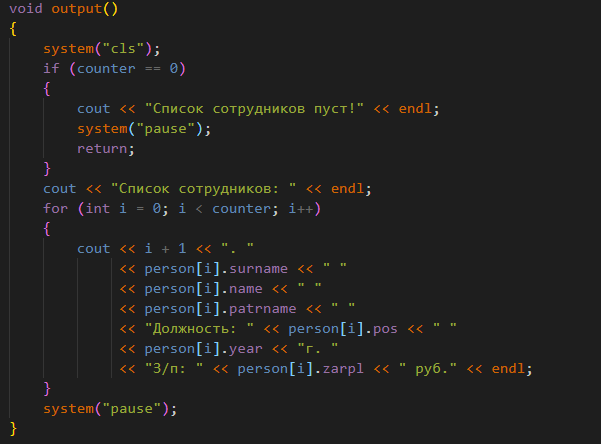 void output()
{
    system("cls");
    if (counter == 0)
    {
        cout << "Список сотрудников пуст!" << endl;
        system("pause");
        return;
    }
    cout << "Список сотрудников: " << endl;
    for (int i = 0; i < counter; i++)
    {
        cout << i + 1 << ". "
             << person[i].surname << " "
             << person[i].name << " "
             << person[i].patrname << " "
             << "Должность: " << person[i].pos << " "
             << person[i].year << "г. "
             << "З/п: " << person[i].zarpl << " руб." << endl;
    }
    system("pause");
}